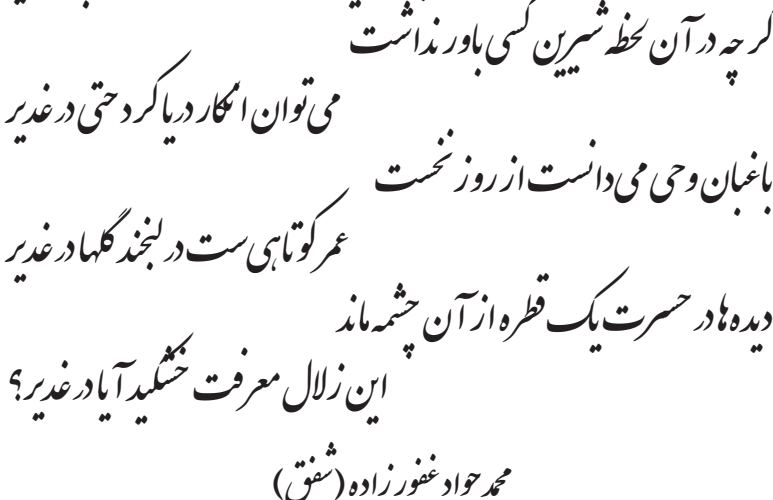 گرچه در آن لحظه شیرین کسی باور نداشت
می‌توان انکار دریا کرد حتی در غدیر
باغبان وحی می‌دانست از روز نخست
عمر کوتاهی‌ست در لبخند گلها در غدیر
دیده‌ها در حسرت یک قطره از آن چشمه ماند
این زلال معرفت خشکید آیا در غدیر؟
محمد جواد غفورزاده (شفق)